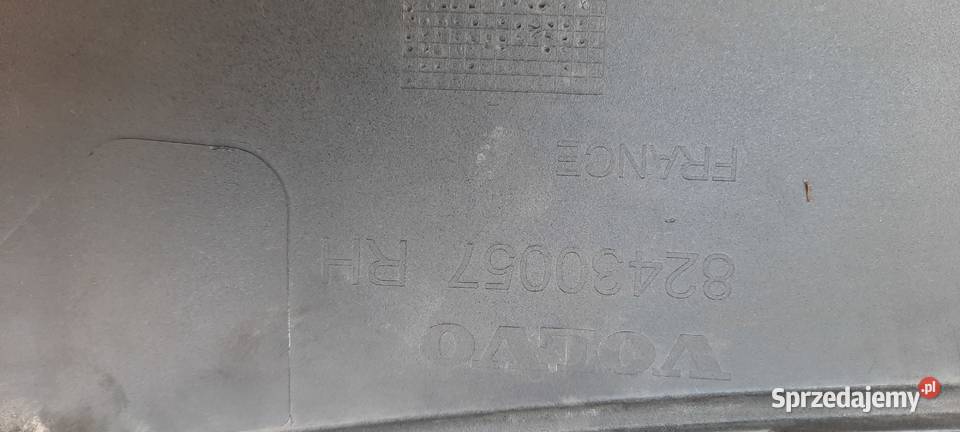 VOLVO
82430057 RH
FRANCE
Sprzedajemy.pl